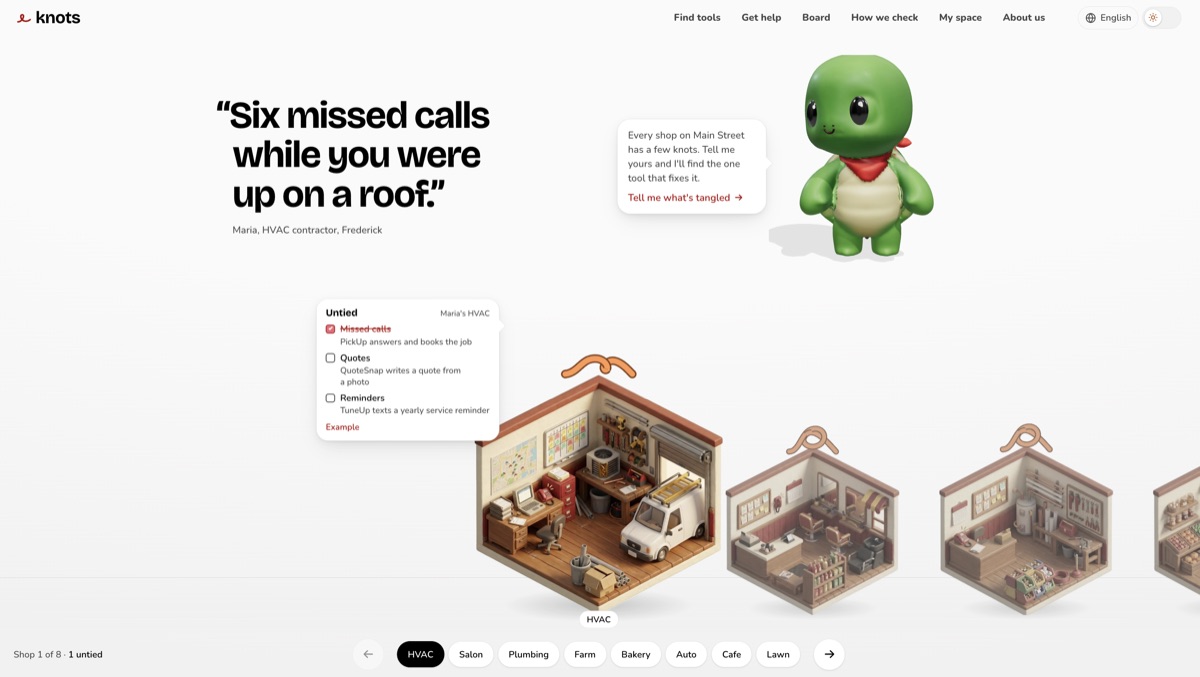 knots
Find tools
Get help
Board
How we check
My space
About us
English
“Six missed calls
while you were
up on a roof.”
Maria, HVAC contractor, Frederick
Every shop on Main Street
has a few knots. Tell me
yours and I'll find the one
tool that fixes it.
Tell me what's tangled →
Untied
Maria's HVAC
Missed calls
PickUp answers and books the job
Quotes
QuoteSnap writes a quote from
a photo
Reminders
TuneUp texts a yearly service reminder
Example
HVAC
Shop 1 of 8 · 1 untied
←
HVAC
Salon
Plumbing
Farm
Bakery
Auto
Cafe
Lawn
→